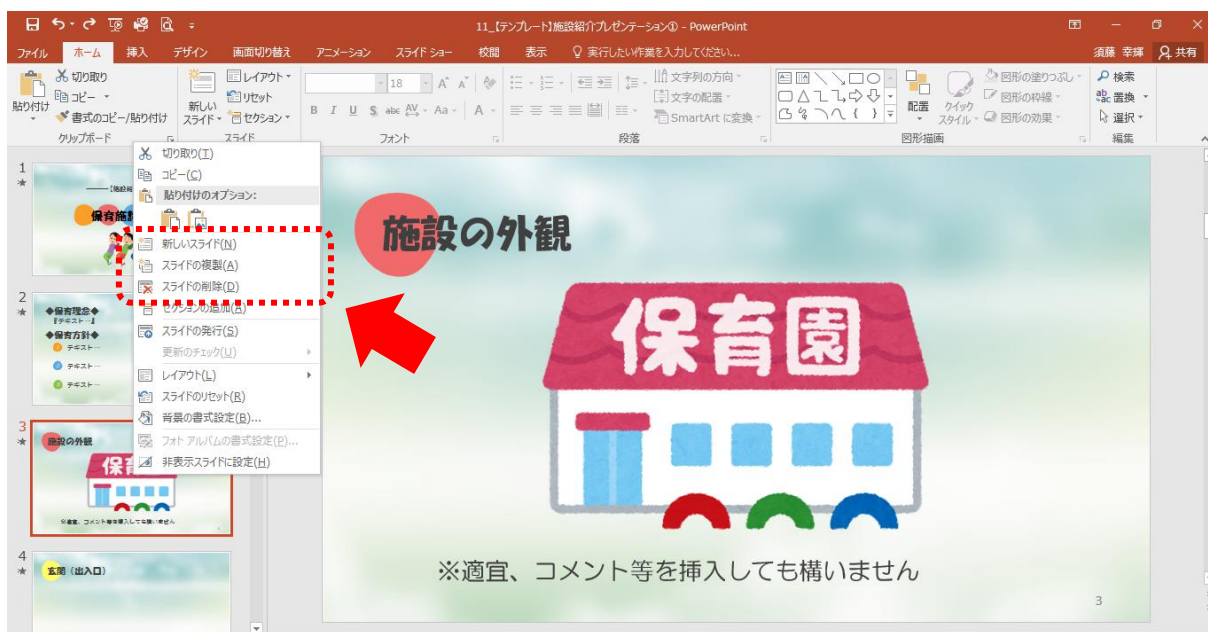 11_[テンプレート]施設紹介プレゼンテーション① - PowerPoint
ファイル ホーム 挿入 デザイン 画面切り替え アニメーション スライド ショー 校閲 表示 実行したい作業を入力してください... 須藤 幸輝 共有
切り取り
コピー
書式のコピー/貼り付け
貼り付け
クリップボード
新しい
スライド
レイアウト
リセット
セクション
スライド
18
B I U S abc AV Aa A
フォント
文字列の方向
文字の配置
SmartArt に変換
段落
配置
クイック
スタイル
図形の塗りつぶし
図形の枠線
図形の効果
図形描画
検索
置換
選択
編集
切り取り(T)
コピー(C)
貼り付けのオプション:
新しいスライド(N)
スライドの複製(A)
スライドの削除(D)
セクションの追加(A)
スライドの発行(S)
更新のチェック(U)
レイアウト(L)
スライドのリセット(R)
背景の書式設定(B)...
フォト アルバムの書式設定(P)...
非表示スライドに設定(H)
1
保育施
2
◆保育理念◆
『テキスト…』
◆保育方針◆
テキスト…
テキスト…
テキスト…
3
施設の外観
保育
※適宜、コメント等を挿入しても構いません
4
玄関（出入口）
施設の外観
保育園
※適宜、コメント等を挿入しても構いません
3